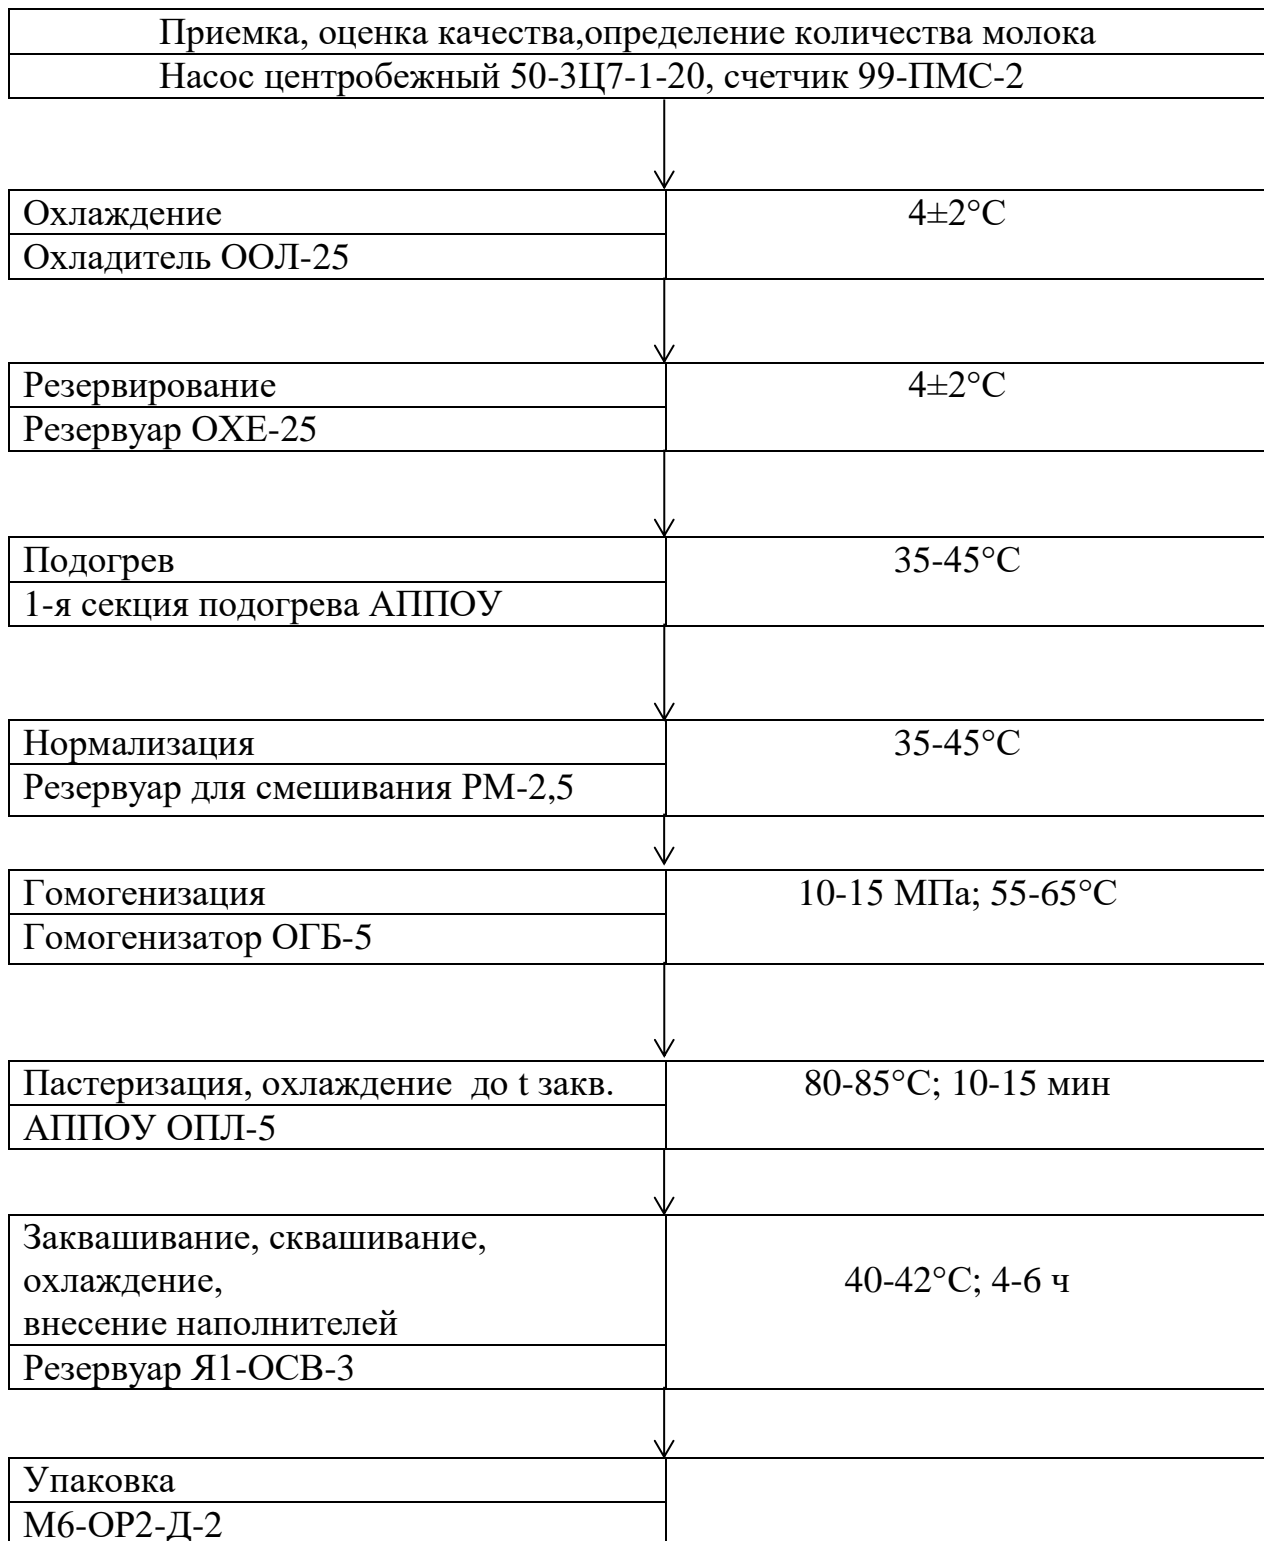 Приемка, оценка качества,определение количества молока
Насос центробежный 50-3Ц7-1-20, счетчик 99-ПМС-2
Охлаждение
4±2°С
Охладитель ООЛ-25
Резервирование
4±2°С
Резервуар ОХЕ-25
Подогрев
35-45°С
1-я секция подогрева АППОУ
Нормализация
35-45°С
Резервуар для смешивания РМ-2,5
Гомогенизация
10-15 МПа; 55-65°С
Гомогенизатор ОГБ-5
Пастеризация, охлаждение до t закв.
80-85°С; 10-15 мин
АППОУ ОПЛ-5
Заквашивание, сквашивание,
охлаждение,
внесение наполнителей
40-42°С; 4-6 ч
Резервуар Я1-ОСВ-3
Упаковка
М6-ОР2-Д-2